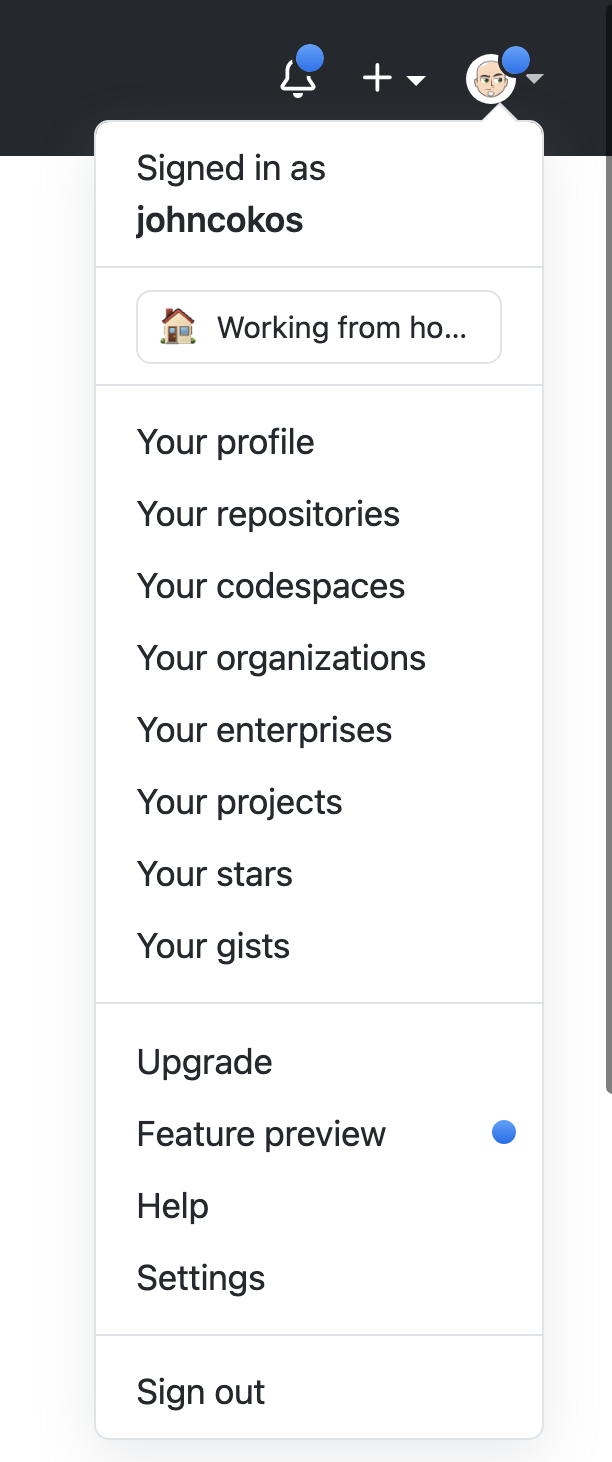 Signed in as
johncokos
Working from ho...
Your profile
Your repositories
Your codespaces
Your organizations
Your enterprises
Your projects
Your stars
Your gists
Upgrade
Feature preview
Help
Settings
Sign out